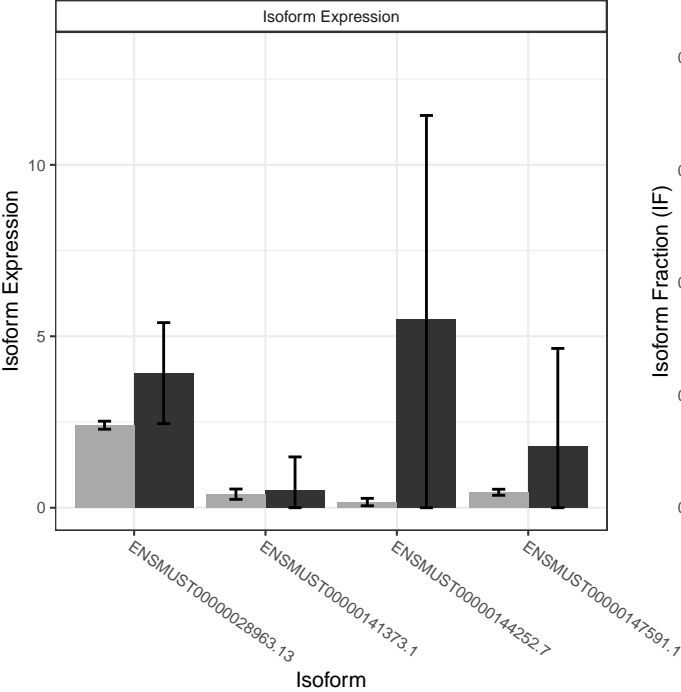 Isoform Expression
Isoform Expression
10
5
0
ENSMUST00000028963.13
ENSMUST00000141373.1
ENSMUST00000144252.7
ENSMUST00000147591.1
Isoform
Isoform Fraction (IF)